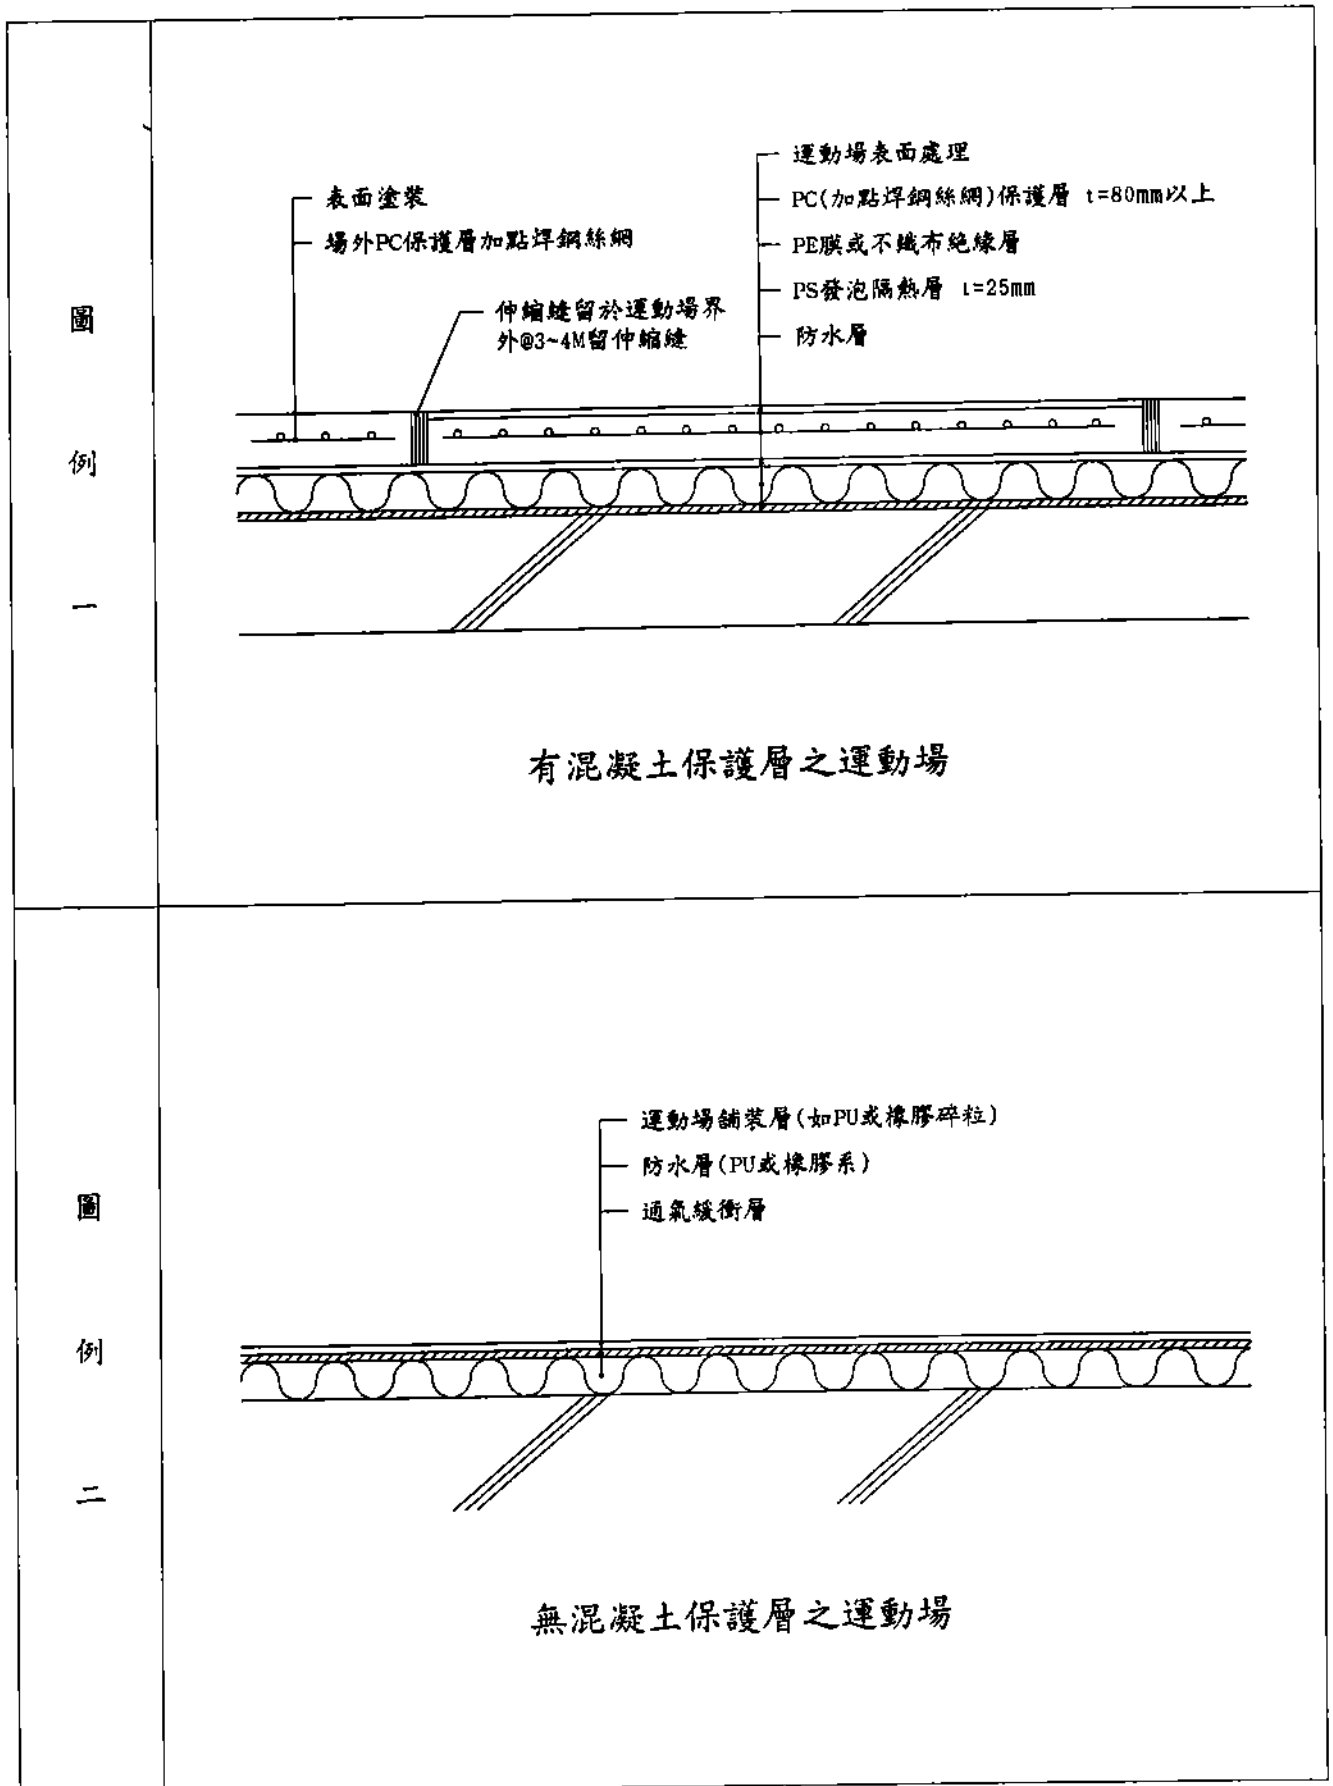 圖例一
表面塗裝
場外PC保護層加點焊鋼絲網
伸縮縫留於運動場界
外@3~4M留伸縮縫
運動場表面處理
PC(加點焊鋼絲網)保護層 t=80mm以上
PE膜或不織布絕緣層
PS發泡隔熱層 t=25mm
防水層
有混凝土保護層之運動場
圖例二
運動場舖裝層(如PU或橡膠碎粒)
防水層(PU或橡膠系)
通氣緩衝層
無混凝土保護層之運動場